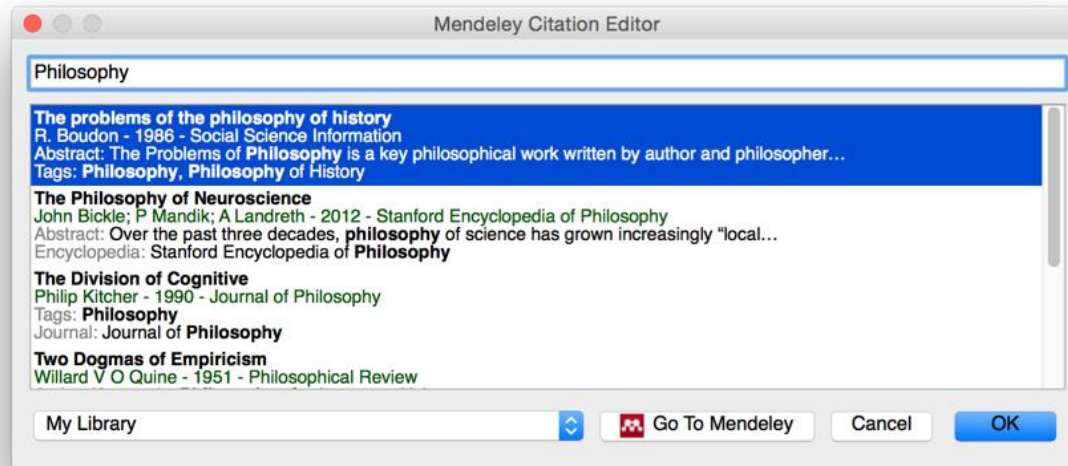 Mendeley Citation Editor
Philosophy
The problems of the philosophy of history
R. Boudon - 1986 - Social Science Information
Abstract: The Problems of Philosophy is a key philosophical work written by author and philosopher…
Tags: Philosophy, Philosophy of History
The Philosophy of Neuroscience
John Bickle; P Mandik; A Landreth - 2012 - Stanford Encyclopedia of Philosophy
Abstract: Over the past three decades, philosophy of science has grown increasingly “local…
Encyclopedia: Stanford Encyclopedia of Philosophy
The Division of Cognitive
Philip Kitcher - 1990 - Journal of Philosophy
Tags: Philosophy
Journal: Journal of Philosophy
Two Dogmas of Empiricism
Willard V O Quine - 1951 - Philosophical Review
My Library
Go To Mendeley
Cancel
OK